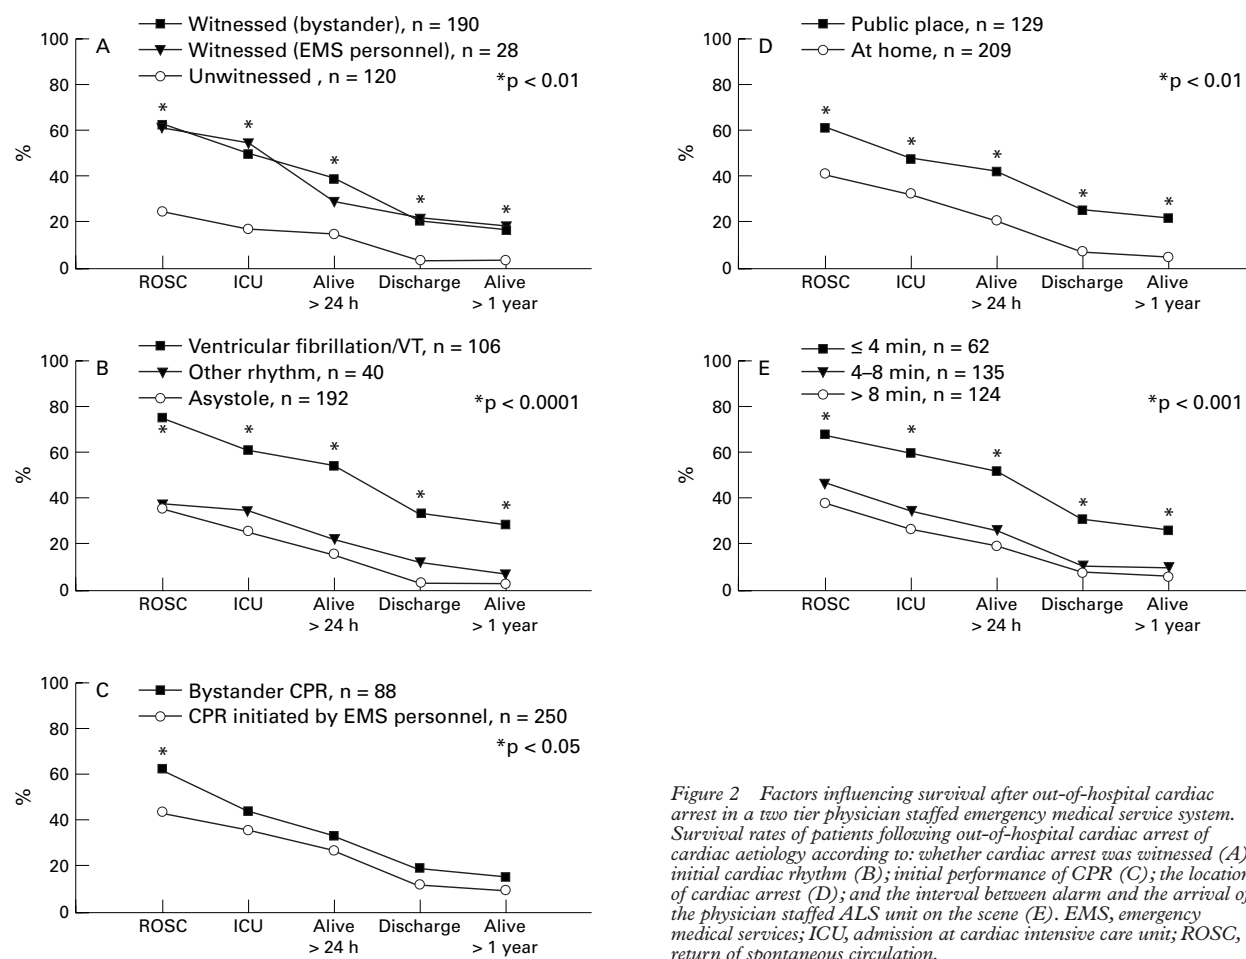 A
Witnessed (bystander), n = 190
Witnessed (EMS personnel), n = 28
Unwitnessed , n = 120
*p < 0.01
%
100
80
60
40
20
0
* * * * *
ROSC ICU Alive > 24 h Discharge Alive > 1 year
D
Public place, n = 129
At home, n = 209
*p < 0.01
%
100
80
60
40
20
0
* * * * *
ROSC ICU Alive > 24 h Discharge Alive > 1 year
B
Ventricular fibrillation/VT, n = 106
Other rhythm, n = 40
Asystole, n = 192
*p < 0.0001
%
100
80
60
40
20
0
* * * * *
ROSC ICU Alive > 24 h Discharge Alive > 1 year
E
≤ 4 min, n = 62
4–8 min, n = 135
> 8 min, n = 124
*p < 0.001
%
100
80
60
40
20
0
* * * * *
ROSC ICU Alive > 24 h Discharge Alive > 1 year
C
Bystander CPR, n = 88
CPR initiated by EMS personnel, n = 250
*p < 0.05
%
100
80
60
40
20
0
*
ROSC ICU Alive > 24 h Discharge Alive > 1 year
Figure 2 Factors influencing survival after out-of-hospital cardiac
arrest in a two tier physician staffed emergency medical service system.
Survival rates of patients following out-of-hospital cardiac arrest of
cardiac aetiology according to: whether cardiac arrest was witnessed (A)
initial cardiac rhythm (B); initial performance of CPR (C); the location
of cardiac arrest (D); and the interval between alarm and the arrival of
the physician staffed ALS unit on the scene (E). EMS, emergency
medical services; ICU, admission at cardiac intensive care unit; ROSC,
return of spontaneous circulation.